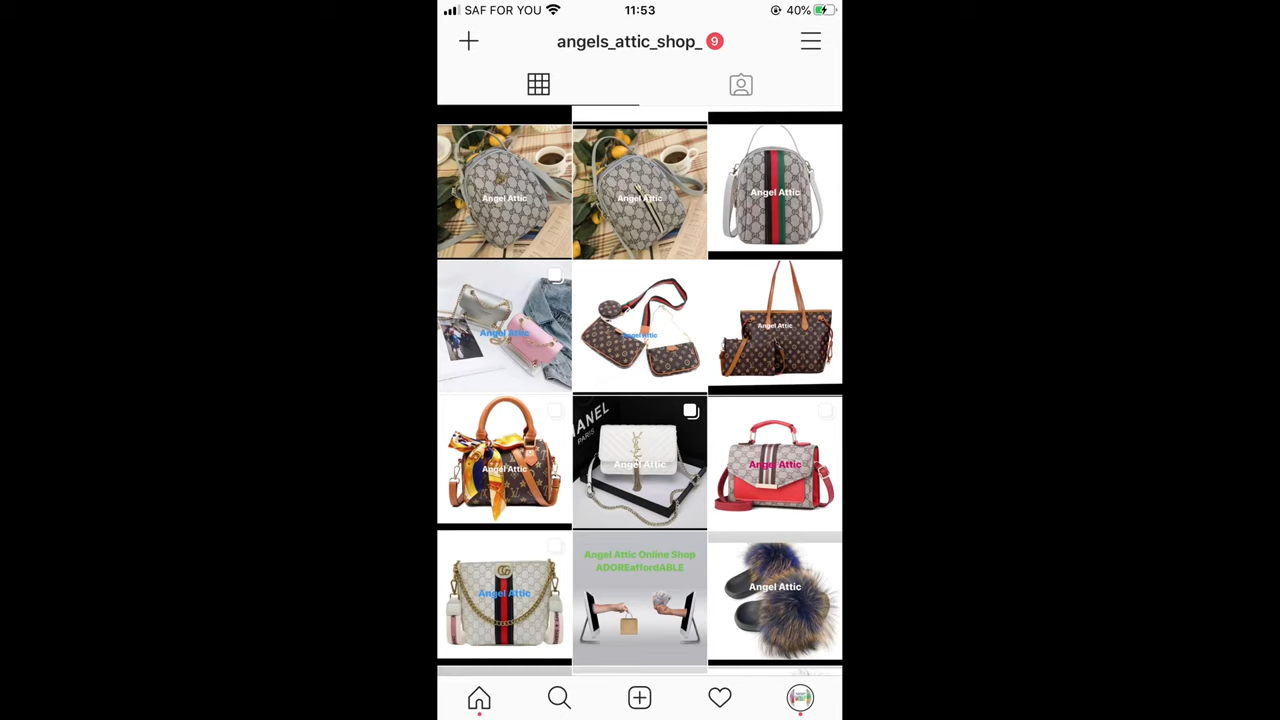 SAF FOR YOU
11:53
40%
angels_attic_shop_ 9
Angel Attic
Angel Attic
Angel Attic
Angel Attic
Angel Attic
Angel Attic
Angel Attic
ANEL
PARIS
Angel Attic
Angel Attic
Angel Attic
Angel Attic Online Shop
ADOREaffordABLE
Angel Attic